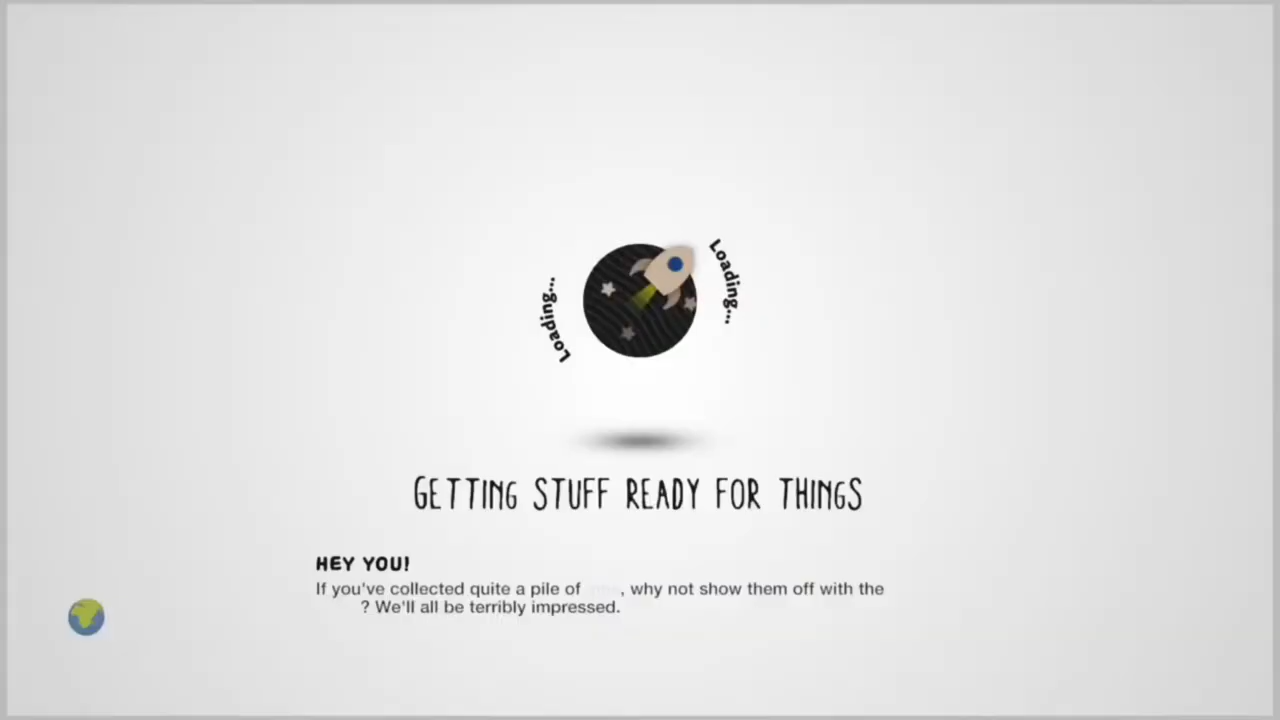 Loading...
Loading...
GETTING STUFF READY FOR THINGS
HEY YOU!
If you've collected quite a pile of , why not show them off with the
? We'll all be terribly impressed.